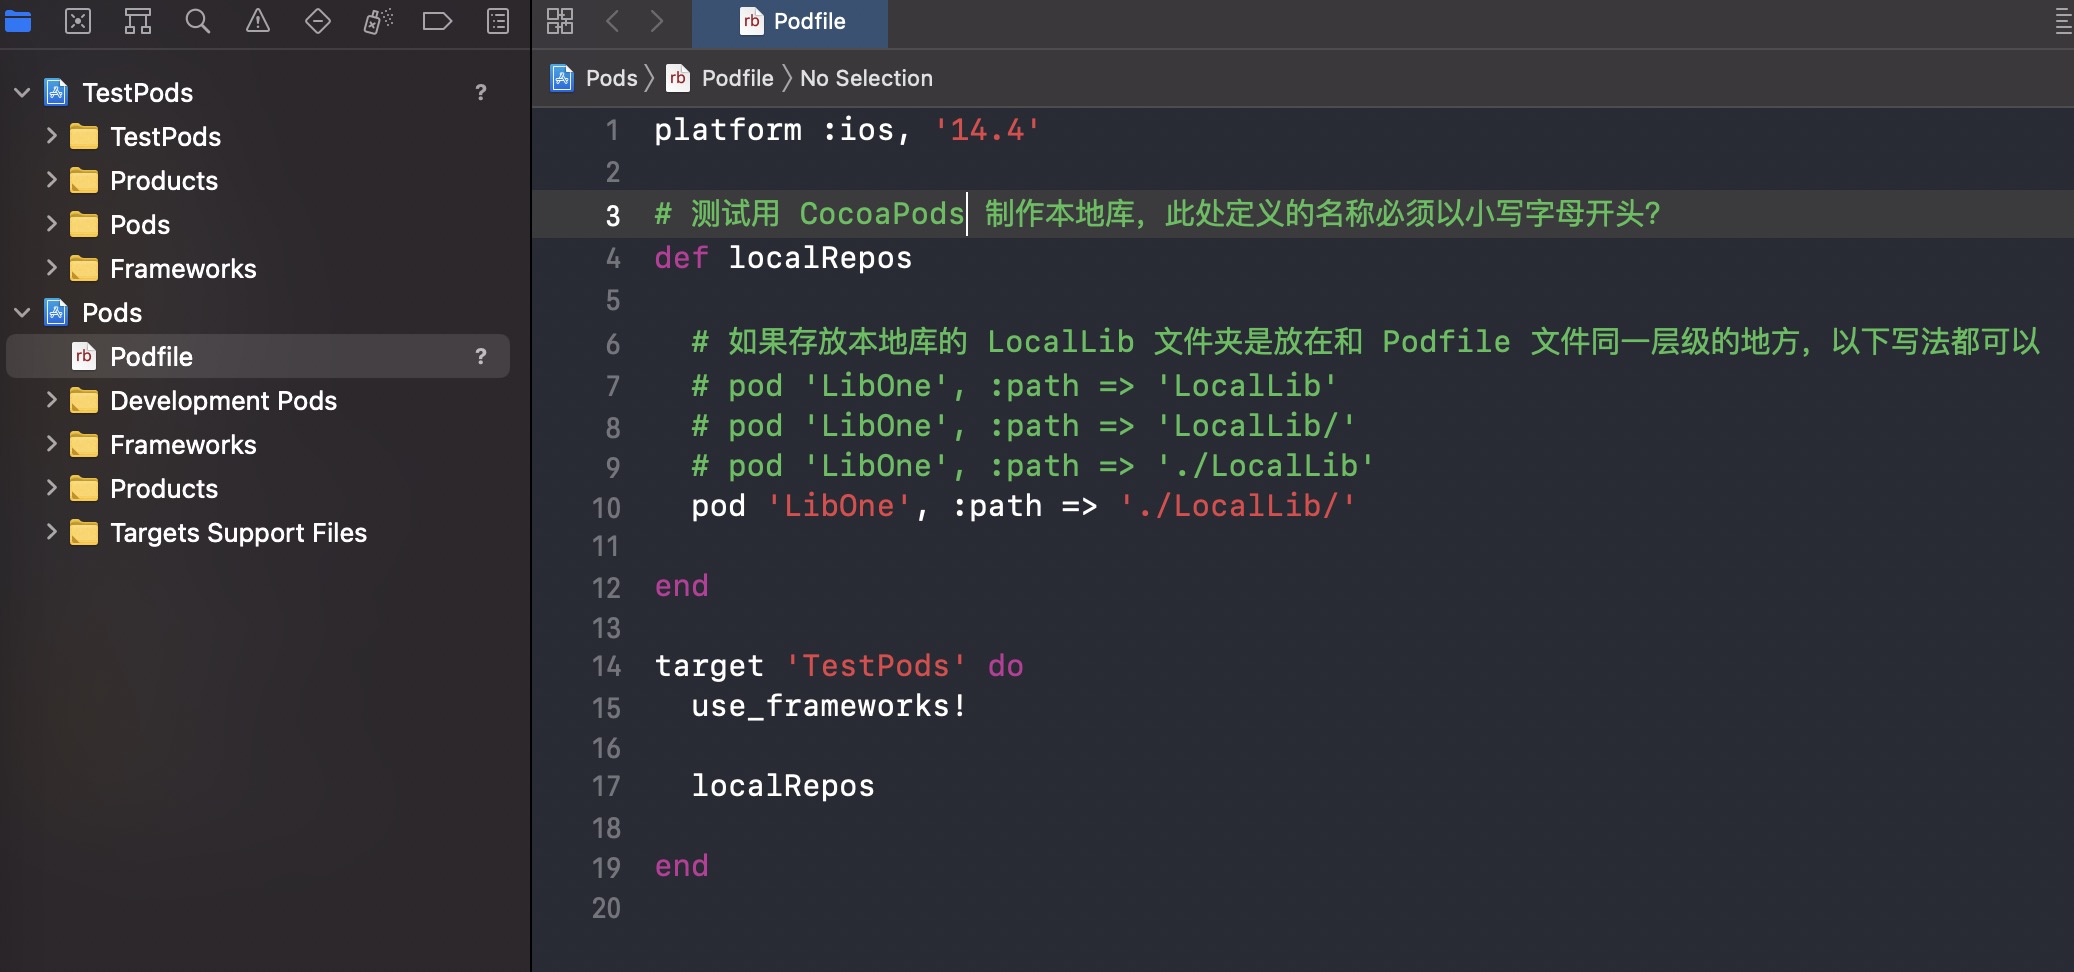 Podfile
Pods 〉 Podfile 〉 No Selection
TestPods ?
TestPods
Products
Pods
Frameworks
Pods
Podfile ?
Development Pods
Frameworks
Products
Targets Support Files
1 platform :ios, '14.4'
2
3 # 测试用 CocoaPods 制作本地库，此处定义的名称必须以小写字母开头？
4 def localRepos
5
6 # 如果存放本地库的 LocalLib 文件夹是放在和 Podfile 文件同一层级的地方，以下写法都可以
7 # pod 'LibOne', :path => 'LocalLib'
8 # pod 'LibOne', :path => 'LocalLib/'
9 # pod 'LibOne', :path => './LocalLib'
10 pod 'LibOne', :path => './LocalLib/'
11
12 end
13
14 target 'TestPods' do
15 use_frameworks!
16
17 localRepos
18
19 end
20